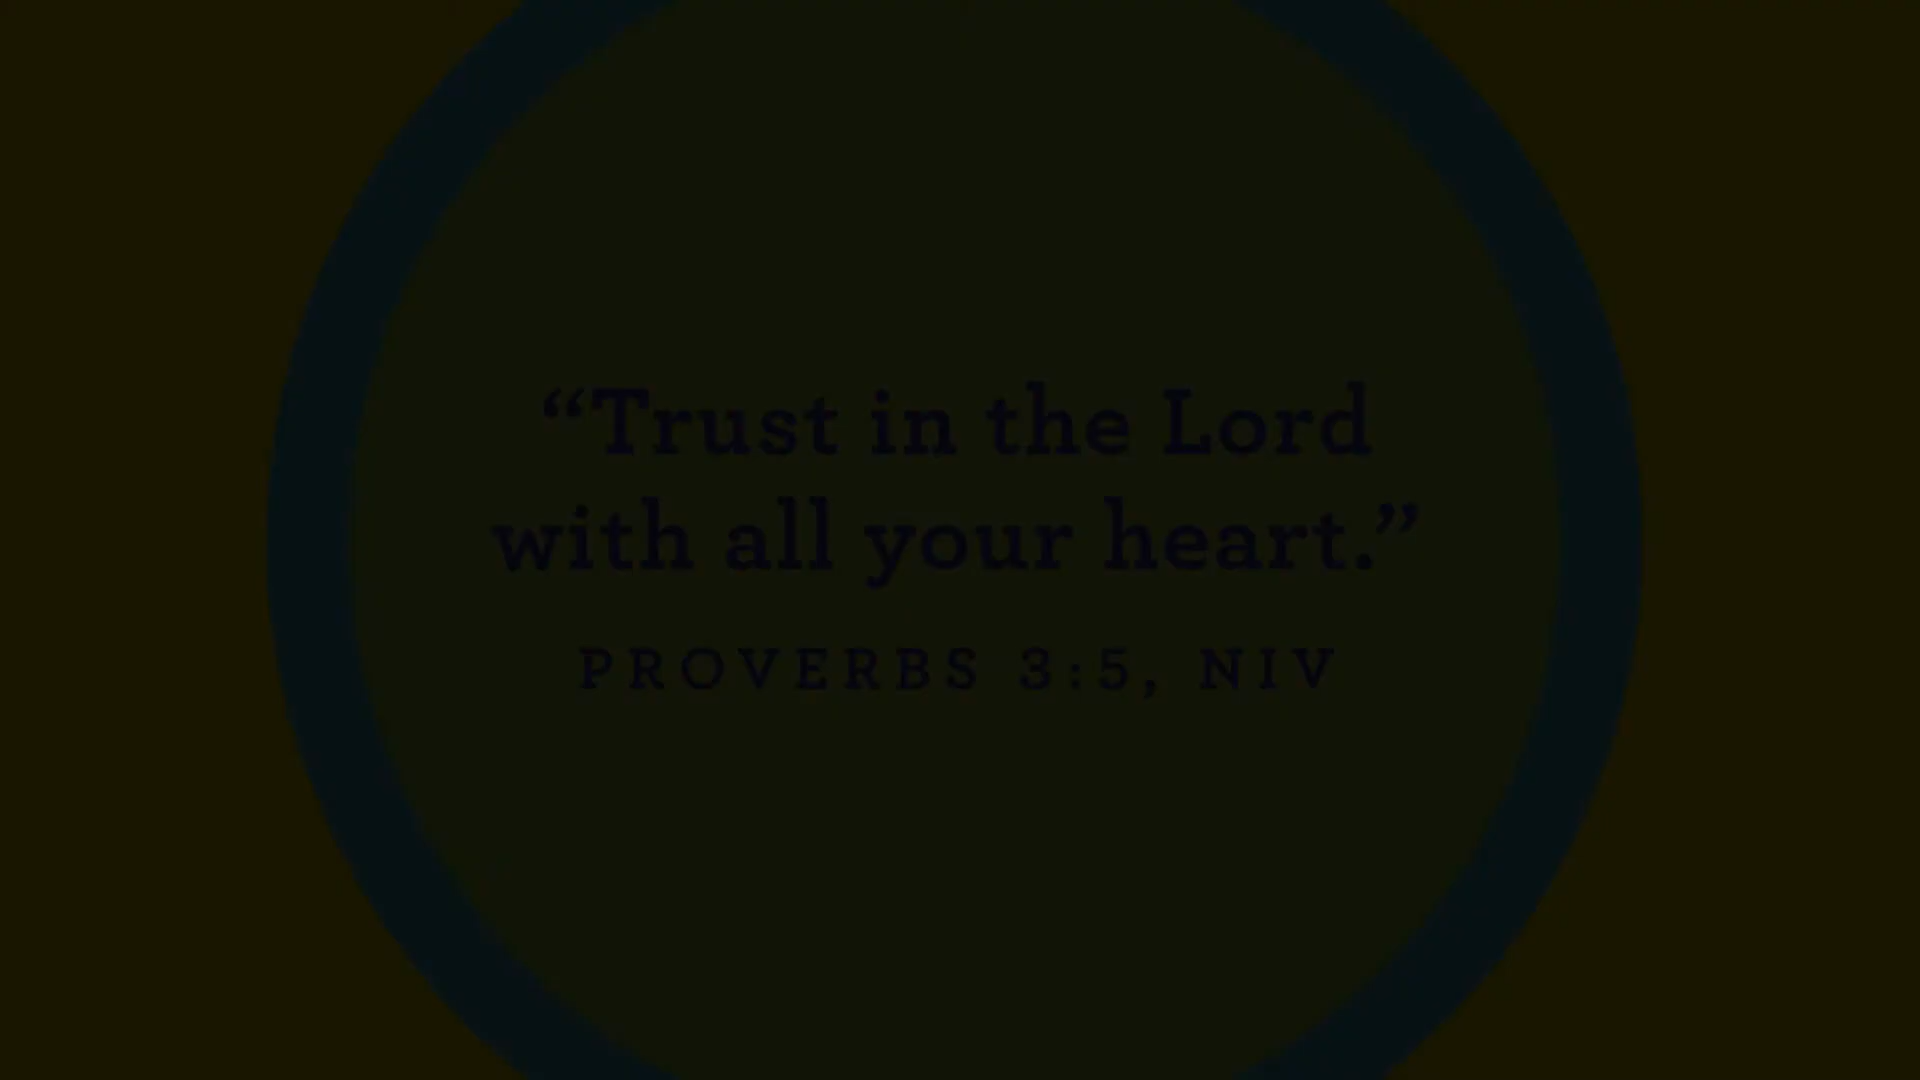 “Trust in the Lord
with all your heart.”
PROVERBS 3:5, NIV